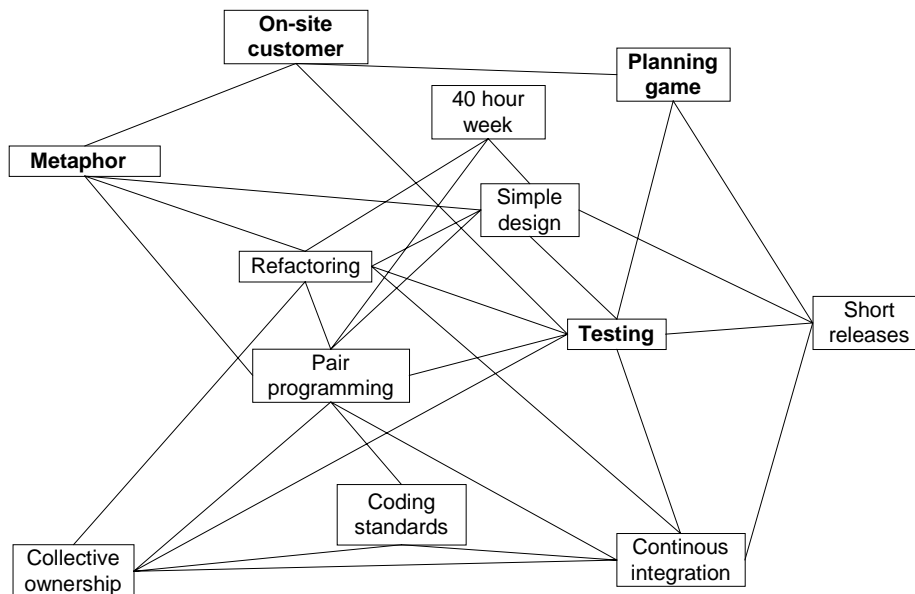 On-site
customer
Planning
game
40 hour
week
Metaphor
Simple
design
Refactoring
Short
releases
Testing
Pair
programming
Coding
standards
Collective
ownership
Continous
integration